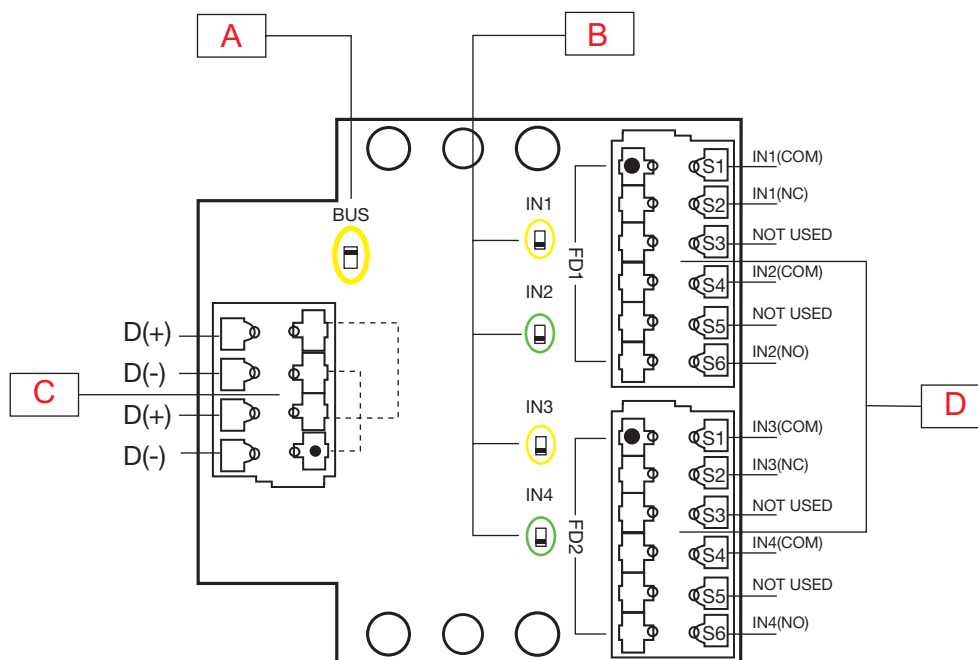 A
B
BUS
IN1
IN2
IN3
IN4
FD1
FD2
D(+)
D(-)
D(+)
D(-)
C
S1 IN1(COM)
S2 IN1(NC)
S3 NOT USED
S4 IN2(COM)
S5 NOT USED
S6 IN2(NO)
D
S1 IN3(COM)
S2 IN3(NC)
S3 NOT USED
S4 IN4(COM)
S5 NOT USED
S6 IN4(NO)